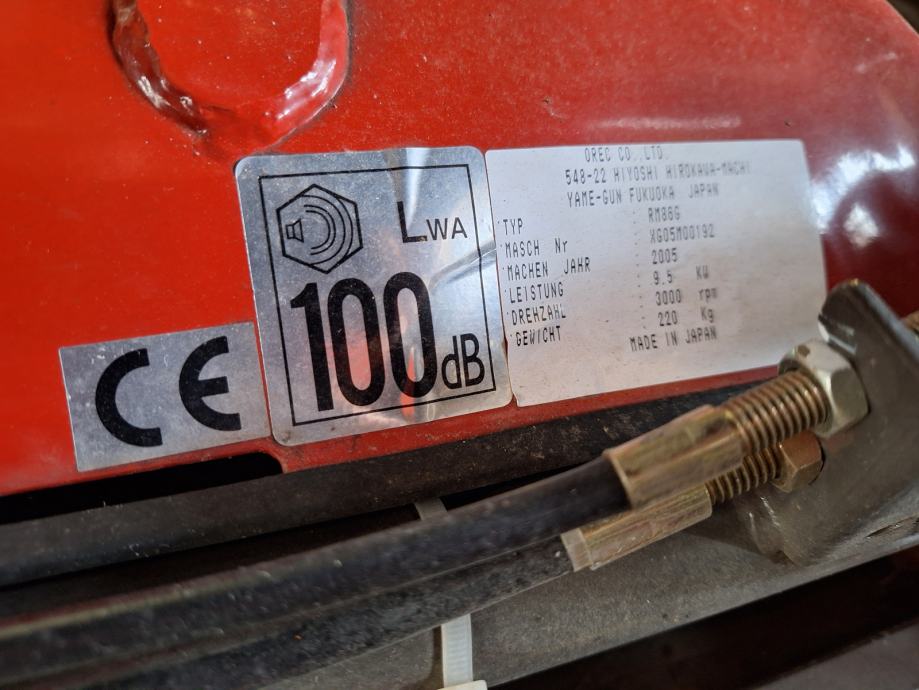 CE
LWA
100dB
OREC CO.,LTD.
548-22 HIYOSHI HIROKAWA-MACHI
YAME-GUN FUKUOKA JAPAN
TYP : RM88G
MASCH Nr : XG05M00192
MACHEN JAHR : 2005
LEISTUNG : 9.5 KW
DREHZAHL : 3000 rpm
GEWICHT : 220 Kg
MADE IN JAPAN